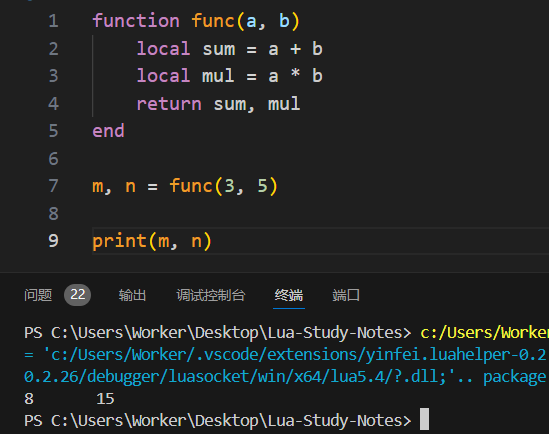 1 function func(a, b)
2 local sum = a + b
3 local mul = a * b
4 return sum, mul
5 end
6
7 m, n = func(3, 5)
8
9 print(m, n)
问题 22 输出 调试控制台 终端 端口
PS C:\Users\Worker\Desktop\Lua-Study-Notes> c:/Users/Worker
= 'c:/Users/Worker/.vscode/extensions/yinfei.luahelper-0.2
0.2.26/debugger/luasocket/win/x64/lua5.4/?.dll;'.. package
8 15
PS C:\Users\Worker\Desktop\Lua-Study-Notes>